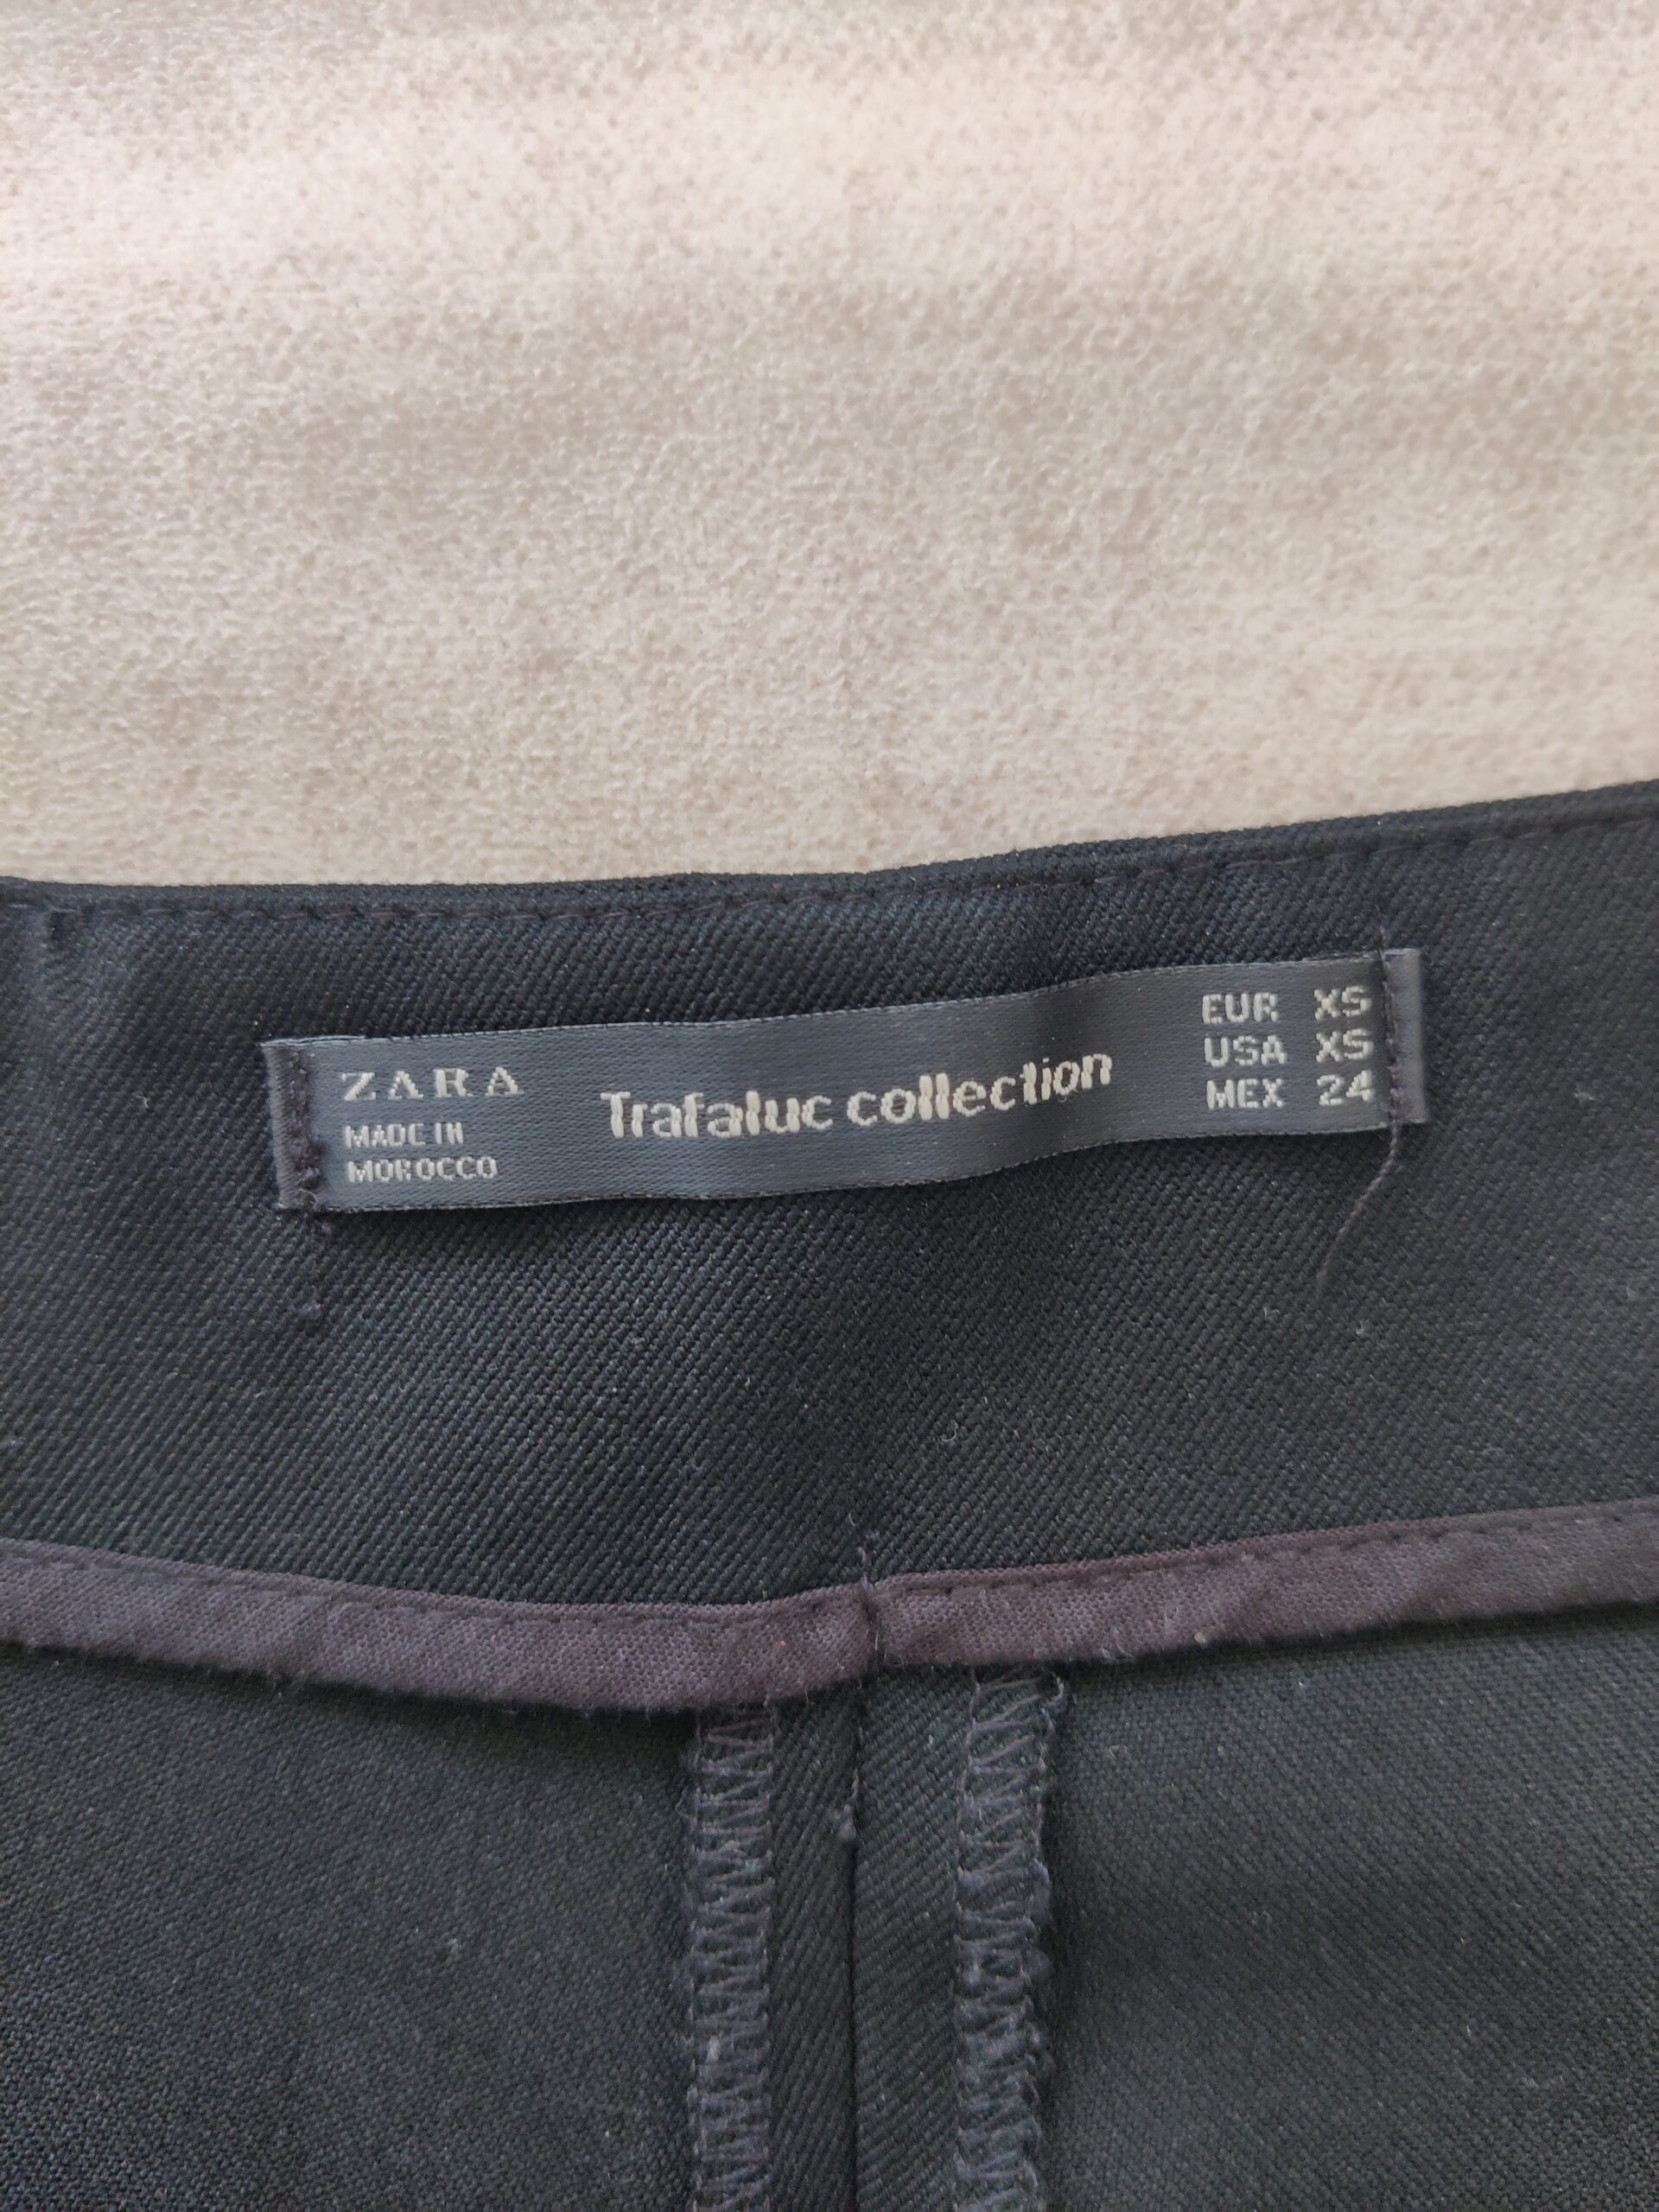 ZARA
MADE IN
MOROCCO
Trafaluc collection
EUR XS
USA XS
MEX 24